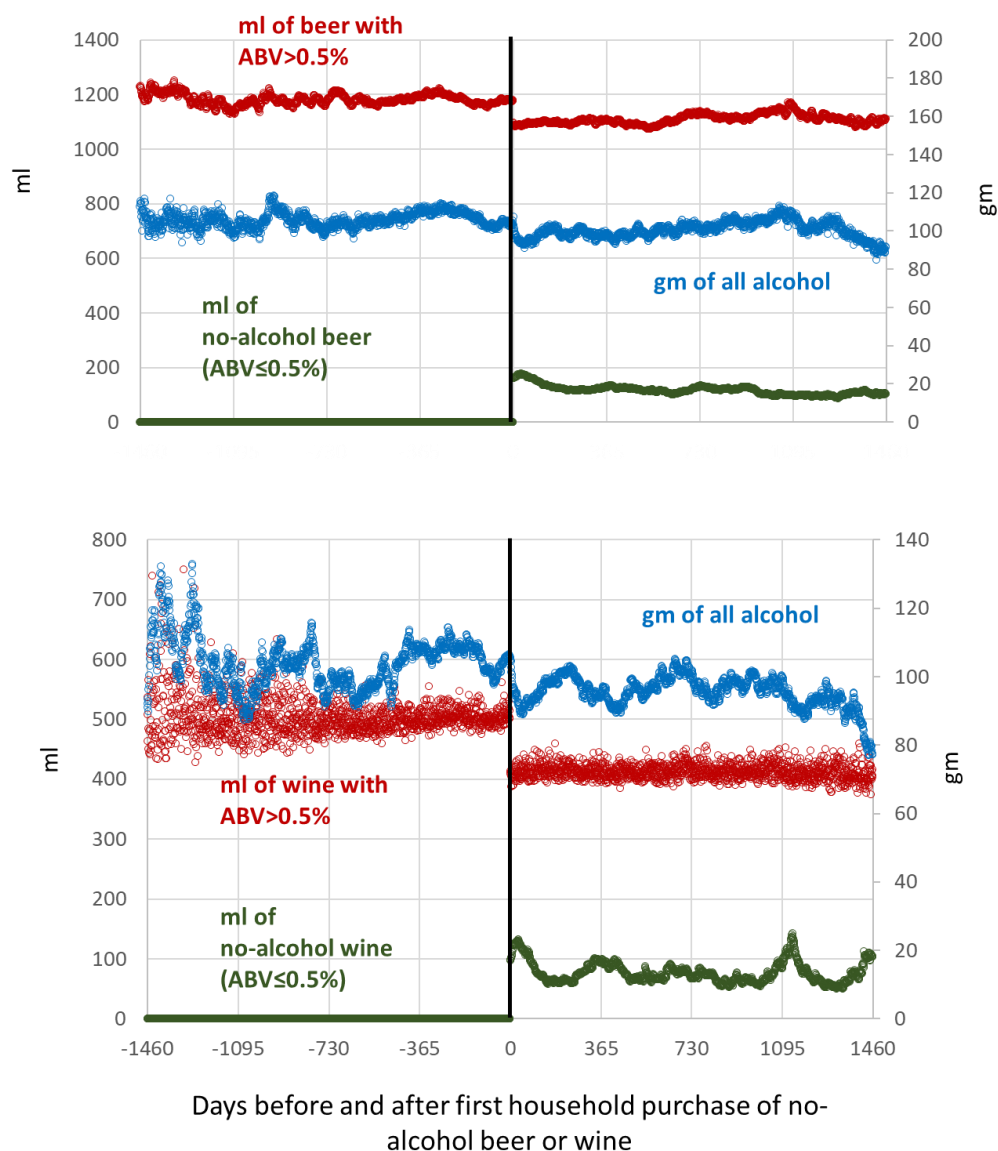 ml of beer with
ABV>0.5%
1400
1200
1000
800
600
400
200
0
ml
200
180
160
140
120
100
80
60
40
20
0
gm
gm of all alcohol
ml of
no-alcohol beer
(ABV≤0.5%)
800
700
600
500
400
300
200
100
0
ml
140
120
100
80
60
40
20
0
gm
gm of all alcohol
ml of wine with
ABV>0.5%
ml of
no-alcohol wine
(ABV≤0.5%)
-1460 -1095 -730 -365 0 365 730 1095 1460
Days before and after first household purchase of no-
alcohol beer or wine